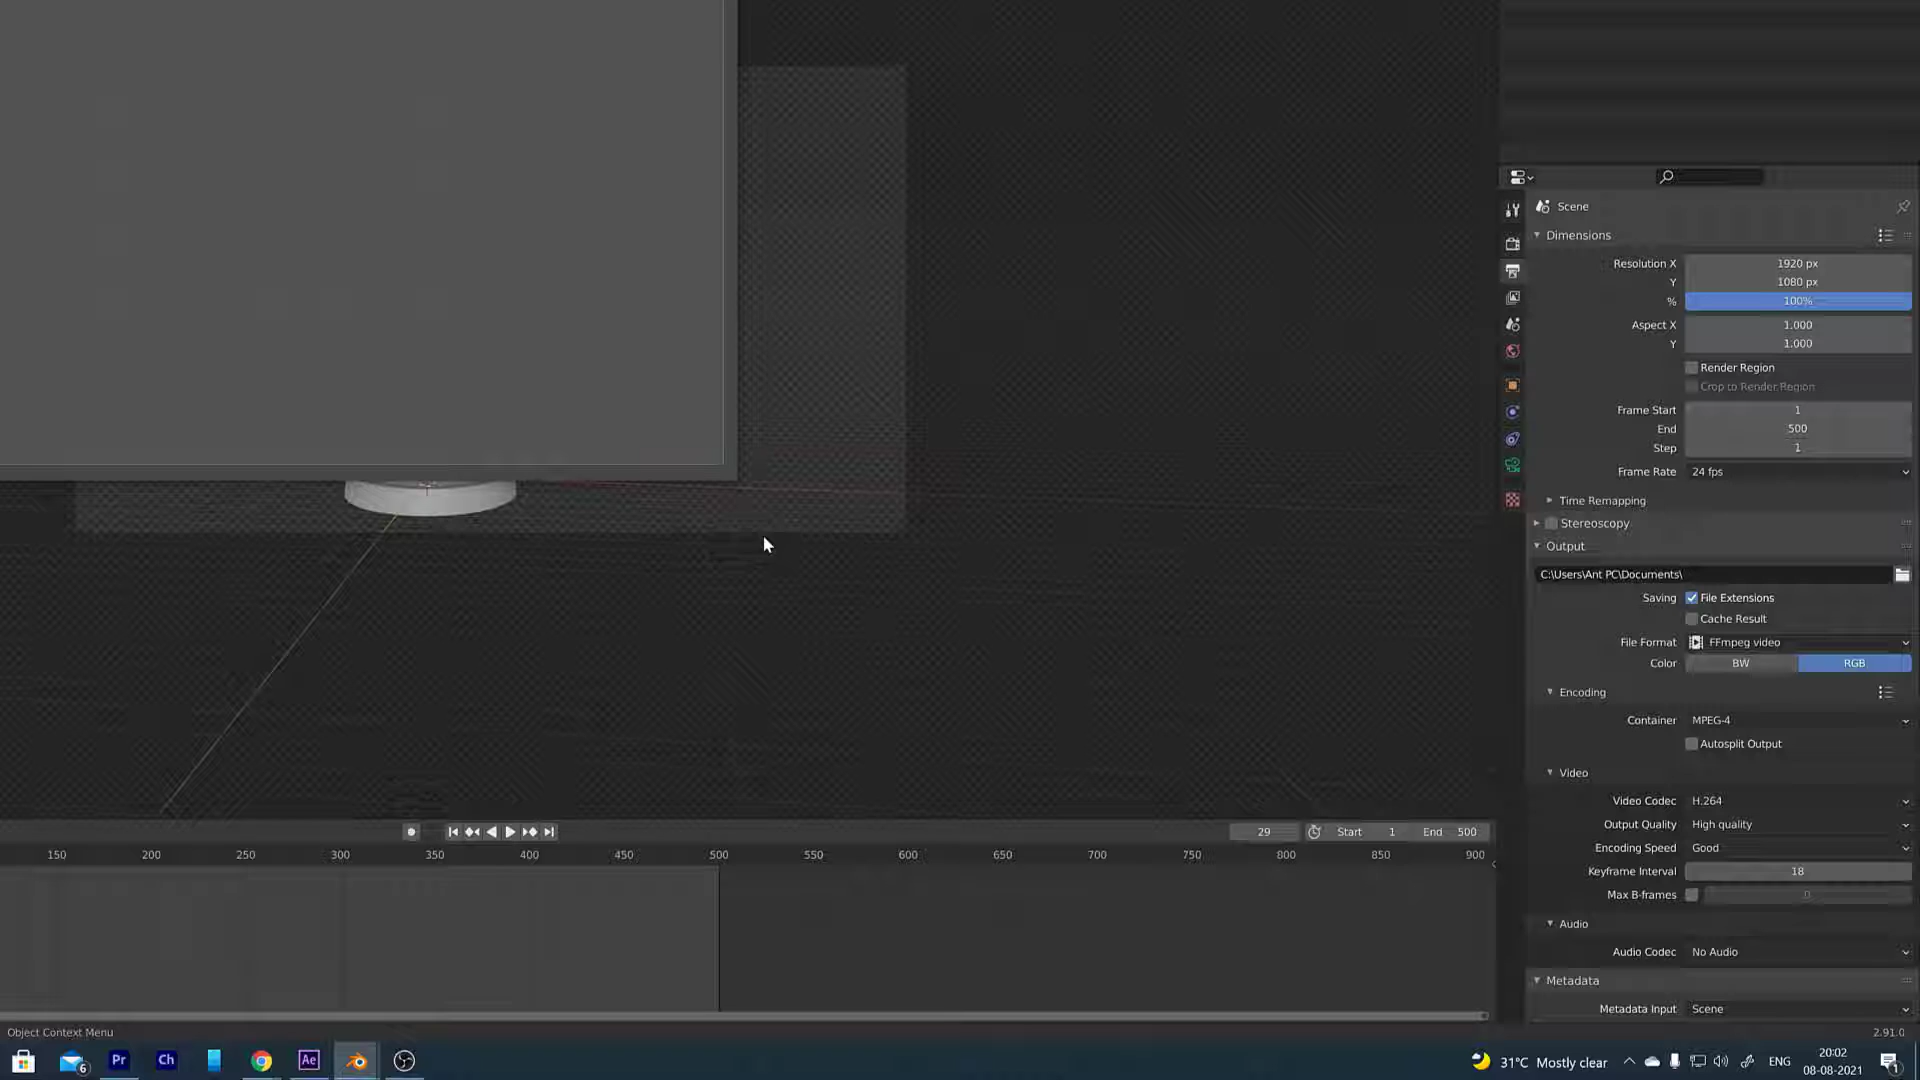 Scene
Dimensions
Resolution X 1920 px
Y 1080 px
% 100%
Aspect X 1.000
Y 1.000
Render Region
Crop to Render Region
Frame Start 1
End 500
Step 1
Frame Rate 24 fps
Time Remapping
Stereoscopy
Output
C:\Users\Ant PC\Documents\
Saving File Extensions
Cache Result
File Format FFmpeg video
Color BW RGB
Encoding
Container MPEG-4
Autosplit Output
Video
Video Codec H.264
Output Quality High quality
Encoding Speed Good
Keyframe Interval 18
Max B-frames 0
Audio
Audio Codec No Audio
Metadata
Metadata Input Scene
29 Start 1 End 500
150 200 250 300 350 400 450 500 550 600 650 700 750 800 850 900
Object Context Menu 2.91.0
6 Pr Ch Ae 31°C Mostly clear ENG 20:02
08-08-2021 1